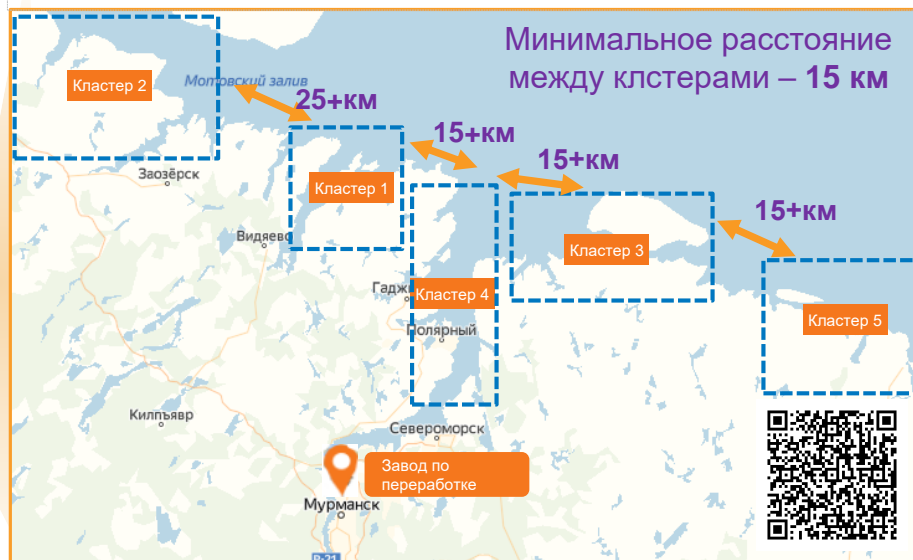 Минимальное расстояние
между клстерами – 15 км
Кластер 2
Мотовский залив
25+км
15+км
15+км
Заозёрск
Кластер 1
15+км
Видяево
Кластер 3
Гаджи
Кластер 4
Кластер 5
Полярный
Килпъявр
Североморск
Завод по
переработке
Мурманск
В-21